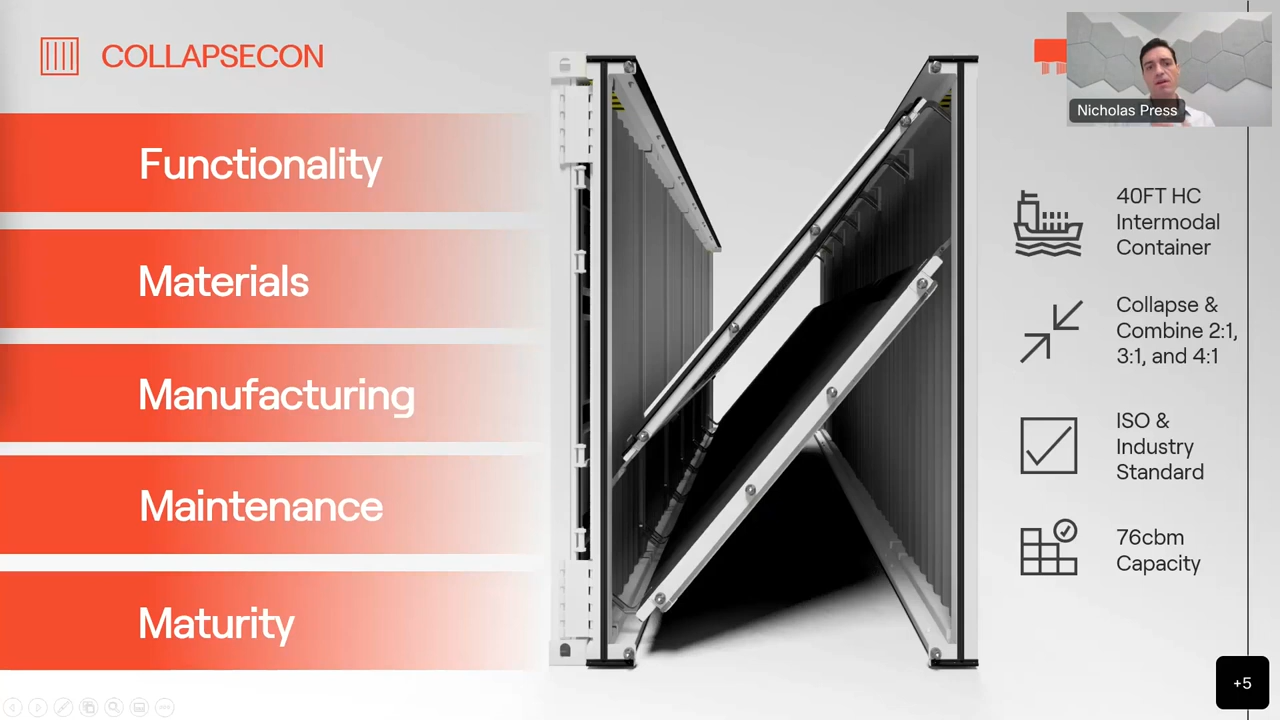 COLLAPSECON
Functionality
Materials
Manufacturing
Maintenance
Maturity
Nicholas Press
40FT HC
Intermodal
Container
Collapse &
Combine 2:1,
3:1, and 4:1
ISO &
Industry
Standard
76cbm
Capacity
+5